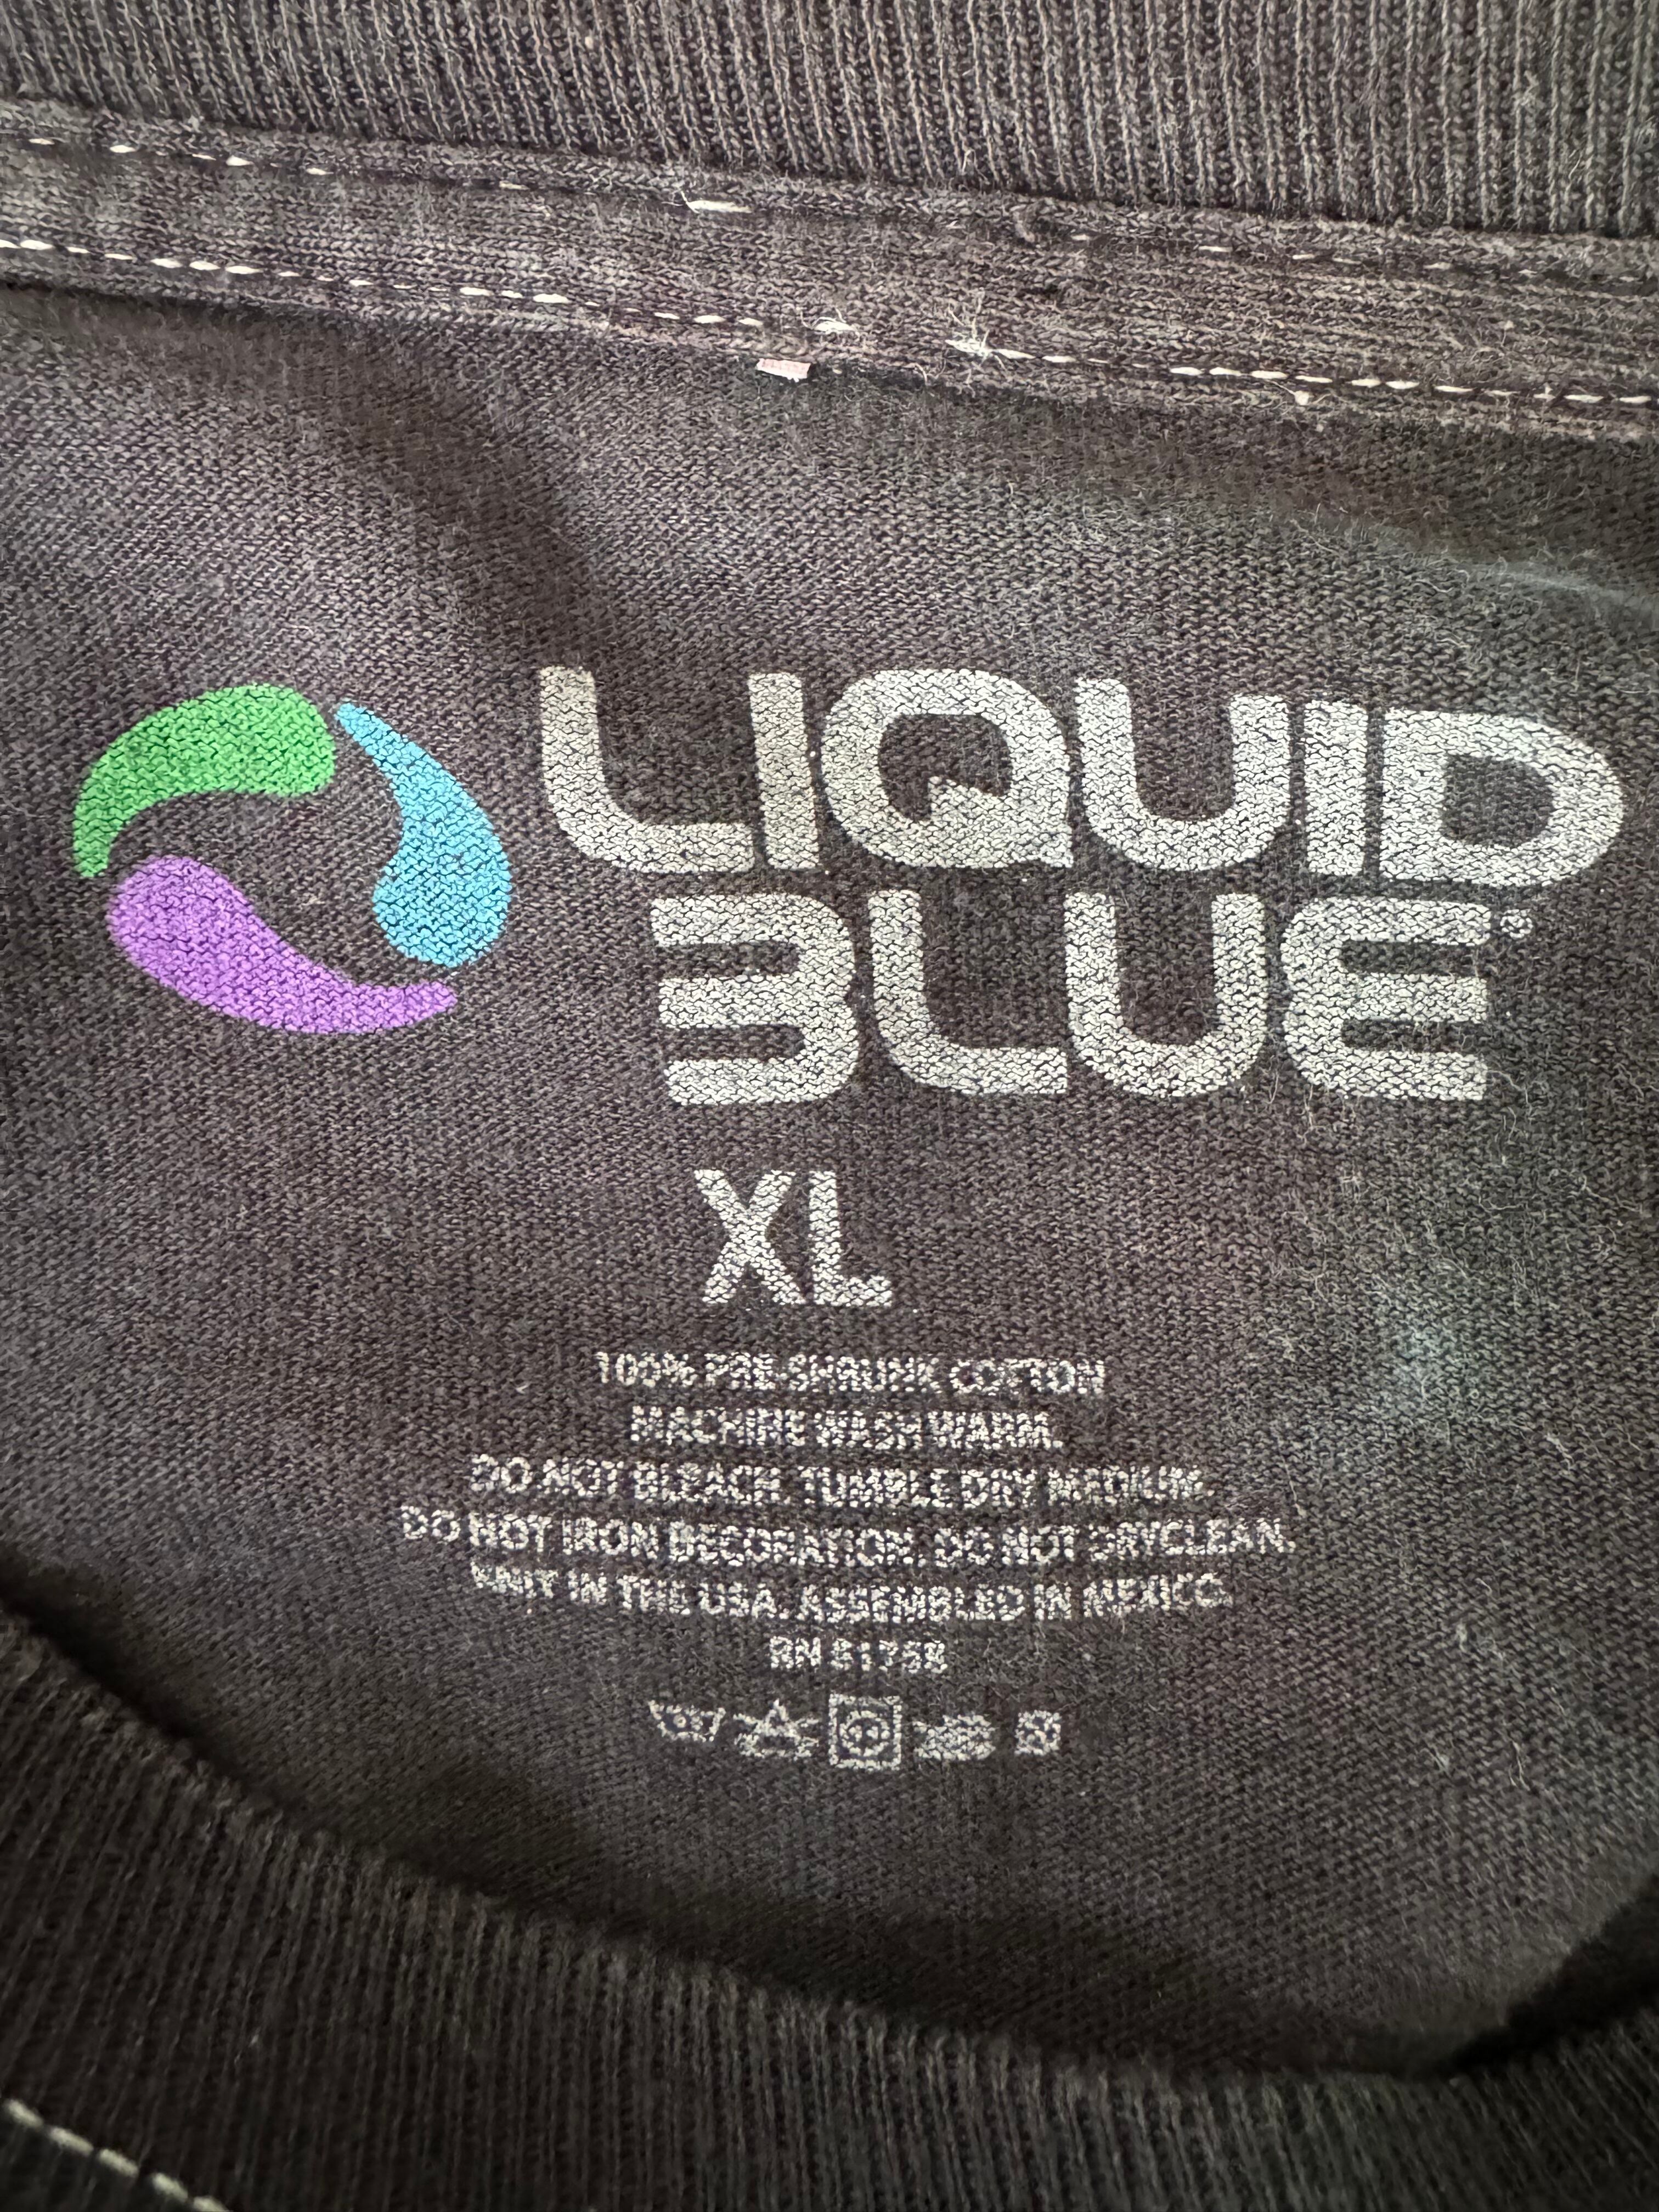 LIQUID
BLUE®
XL
100% PRE-SHRUNK COTTON
MACHINE WASH WARM.
DO NOT BLEACH. TUMBLE DRY MEDIUM.
DO NOT IRON DECORATION. DO NOT DRYCLEAN.
KNIT IN THE USA. ASSEMBLED IN MEXICO.
RN